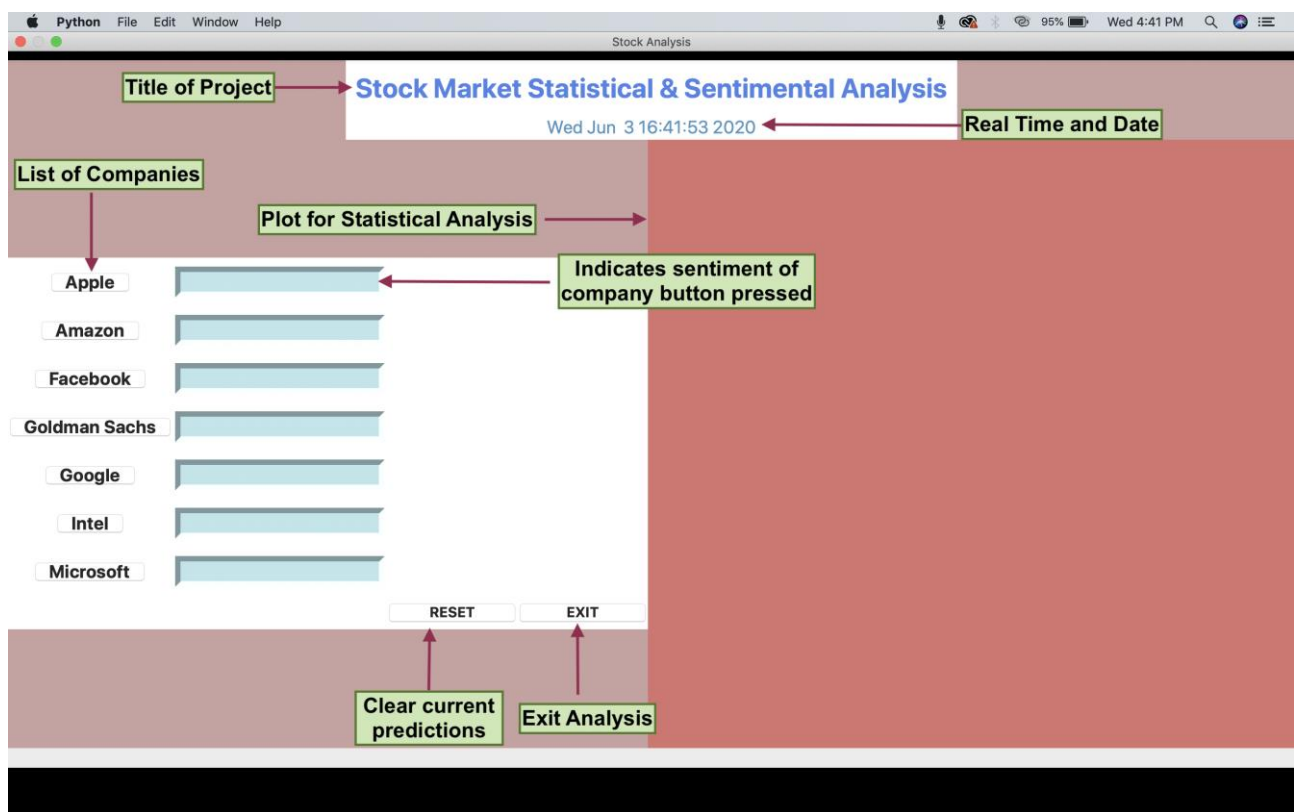 Python File Edit Window Help 95% Wed 4:41 PM
Stock Analysis
Title of Project
Stock Market Statistical & Sentimental Analysis
Wed Jun 3 16:41:53 2020
Real Time and Date
List of Companies
Plot for Statistical Analysis
Indicates sentiment of
company button pressed
Apple
Amazon
Facebook
Goldman Sachs
Google
Intel
Microsoft
RESET EXIT
Clear current
predictions
Exit Analysis